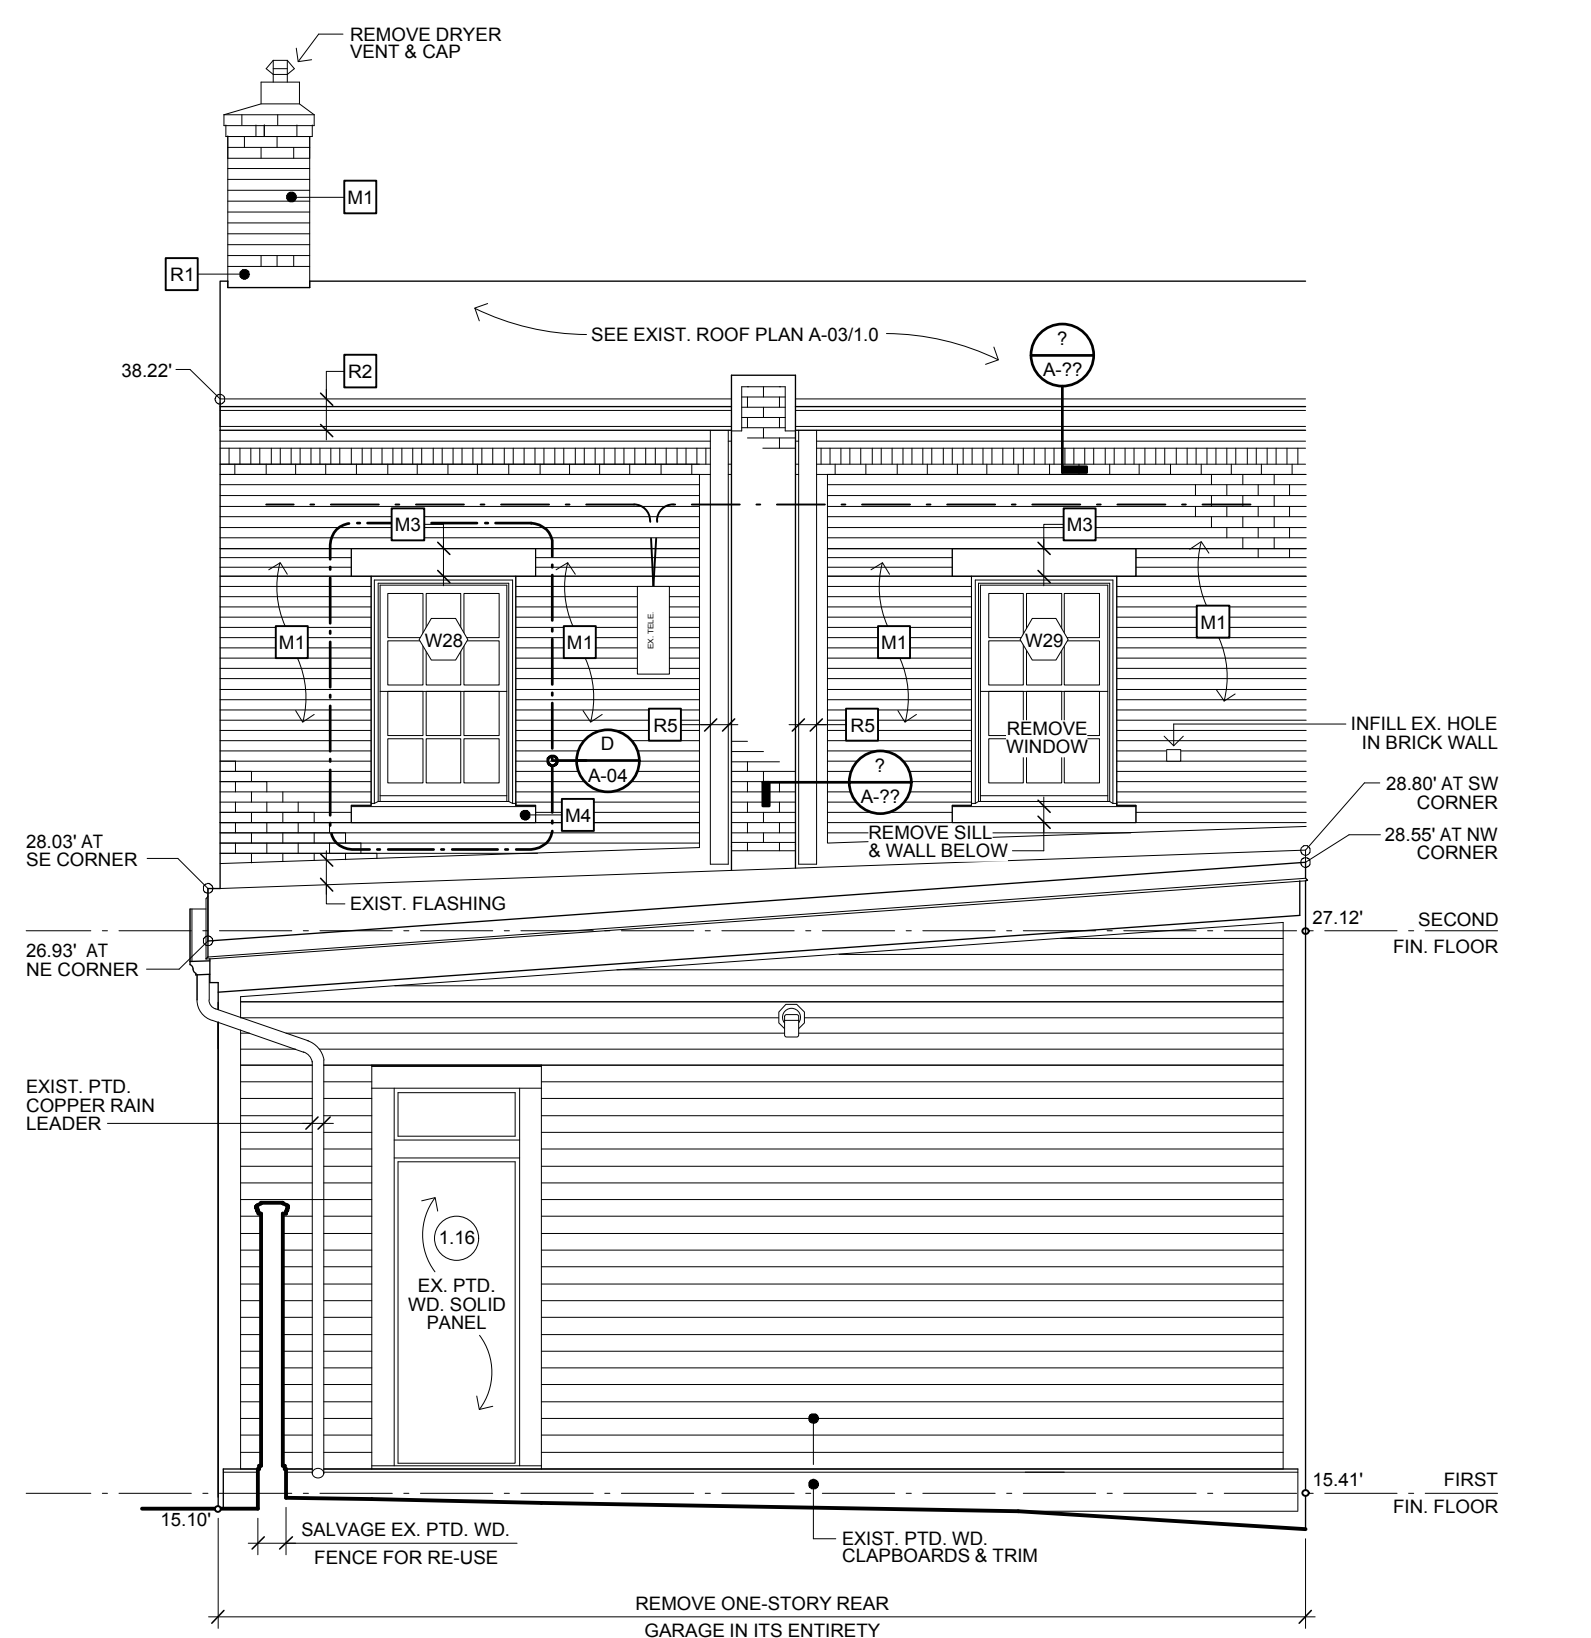 REMOVE DRYER
VENT & CAP
M1
R1
SEE EXIST. ROOF PLAN A-03/1.0
?
A-??
38.22'
R2
M3
M3
EX. TELE.
W28
W29
M1
M1
M1
M1
R5
R5
REMOVE
WINDOW
INFILL EX. HOLE
IN BRICK WALL
D
A-04
?
A-??
28.80' AT SW
CORNER
M4
REMOVE SILL
& WALL BELOW
28.55' AT NW
CORNER
28.03' AT
SE CORNER
EXIST. FLASHING
27.12' SECOND
FIN. FLOOR
26.93' AT
NE CORNER
EXIST. PTD.
COPPER RAIN
LEADER
1.16
EX. PTD.
WD. SOLID
PANEL
15.41' FIRST
FIN. FLOOR
15.10'
SALVAGE EX. PTD. WD.
FENCE FOR RE-USE
EXIST. PTD. WD.
CLAPBOARDS & TRIM
REMOVE ONE-STORY REAR
GARAGE IN ITS ENTIRETY